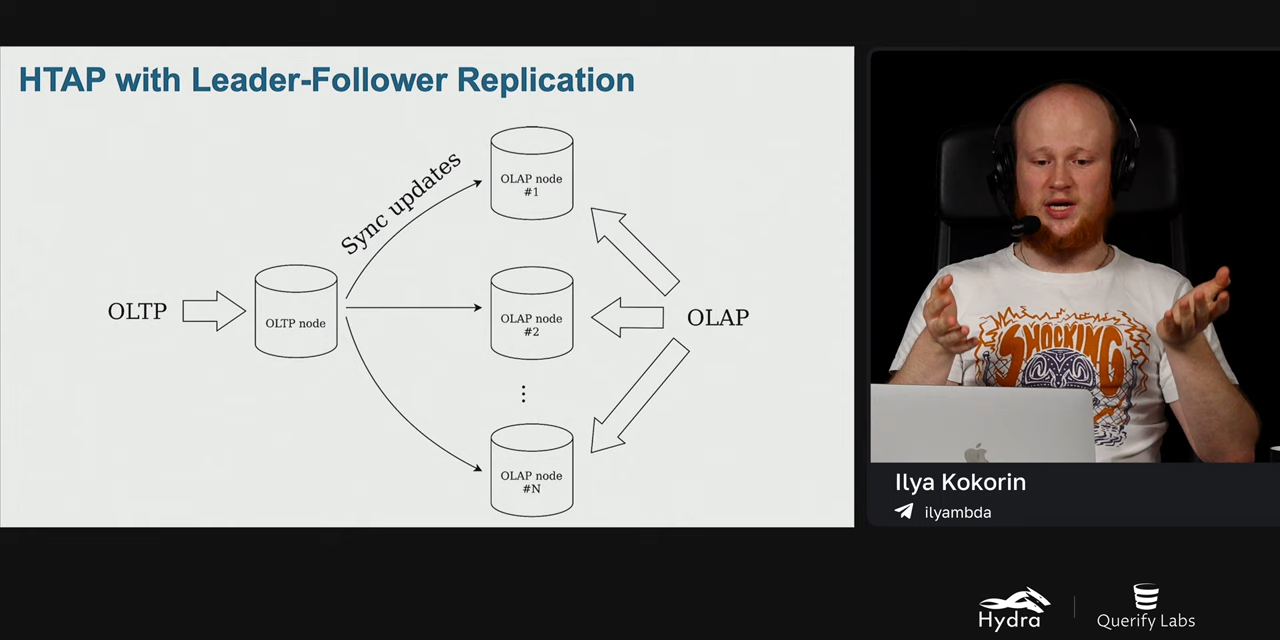 HTAP with Leader-Follower Replication
Sync updates
OLAP node
#1
OLTP
OLTP node
OLAP node
#2
OLAP
⋮
OLAP node
#N
SHOCKING
Ilya Kokorin
ilyambda
Hydra
Querify Labs